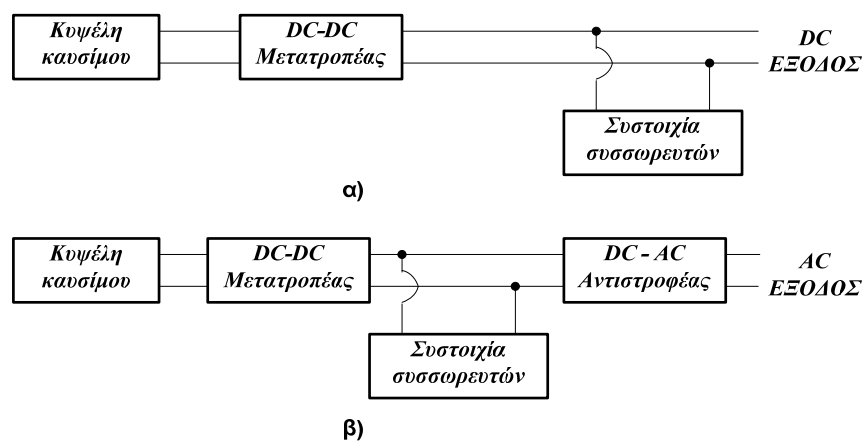 Κυψέλη
καυσίμου
DC-DC
Μετατροπέας
DC
ΕΞΟΔΟΣ
Συστοιχία
συσσωρευτών
α)
Κυψέλη
καυσίμου
DC-DC
Μετατροπέας
DC - AC
Αντιστροφέας
AC
ΕΞΟΔΟΣ
Συστοιχία
συσσωρευτών
β)